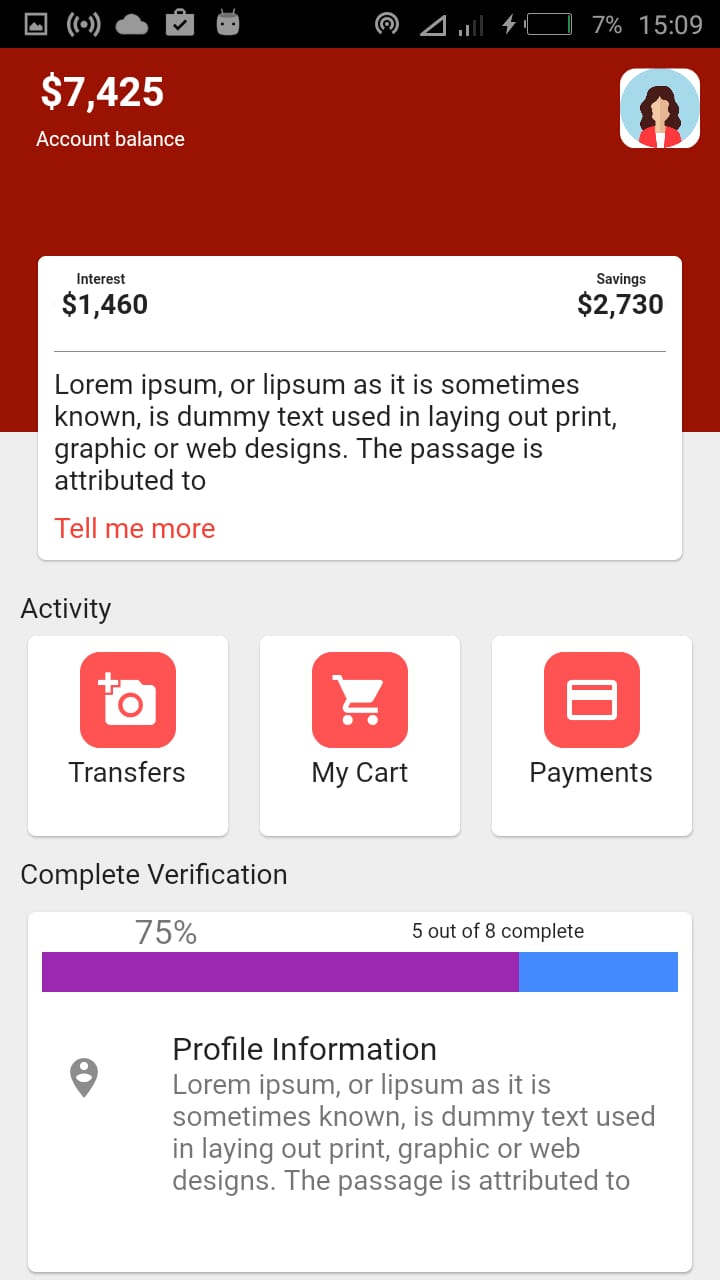 7% 15:09
$7,425
Account balance
Interest Savings
$1,460 $2,730
Lorem ipsum, or lipsum as it is sometimes
known, is dummy text used in laying out print,
graphic or web designs. The passage is
attributed to
Tell me more
Activity
Transfers My Cart Payments
Complete Verification
75% 5 out of 8 complete
Profile Information
Lorem ipsum, or lipsum as it is
sometimes known, is dummy text used
in laying out print, graphic or web
designs. The passage is attributed to